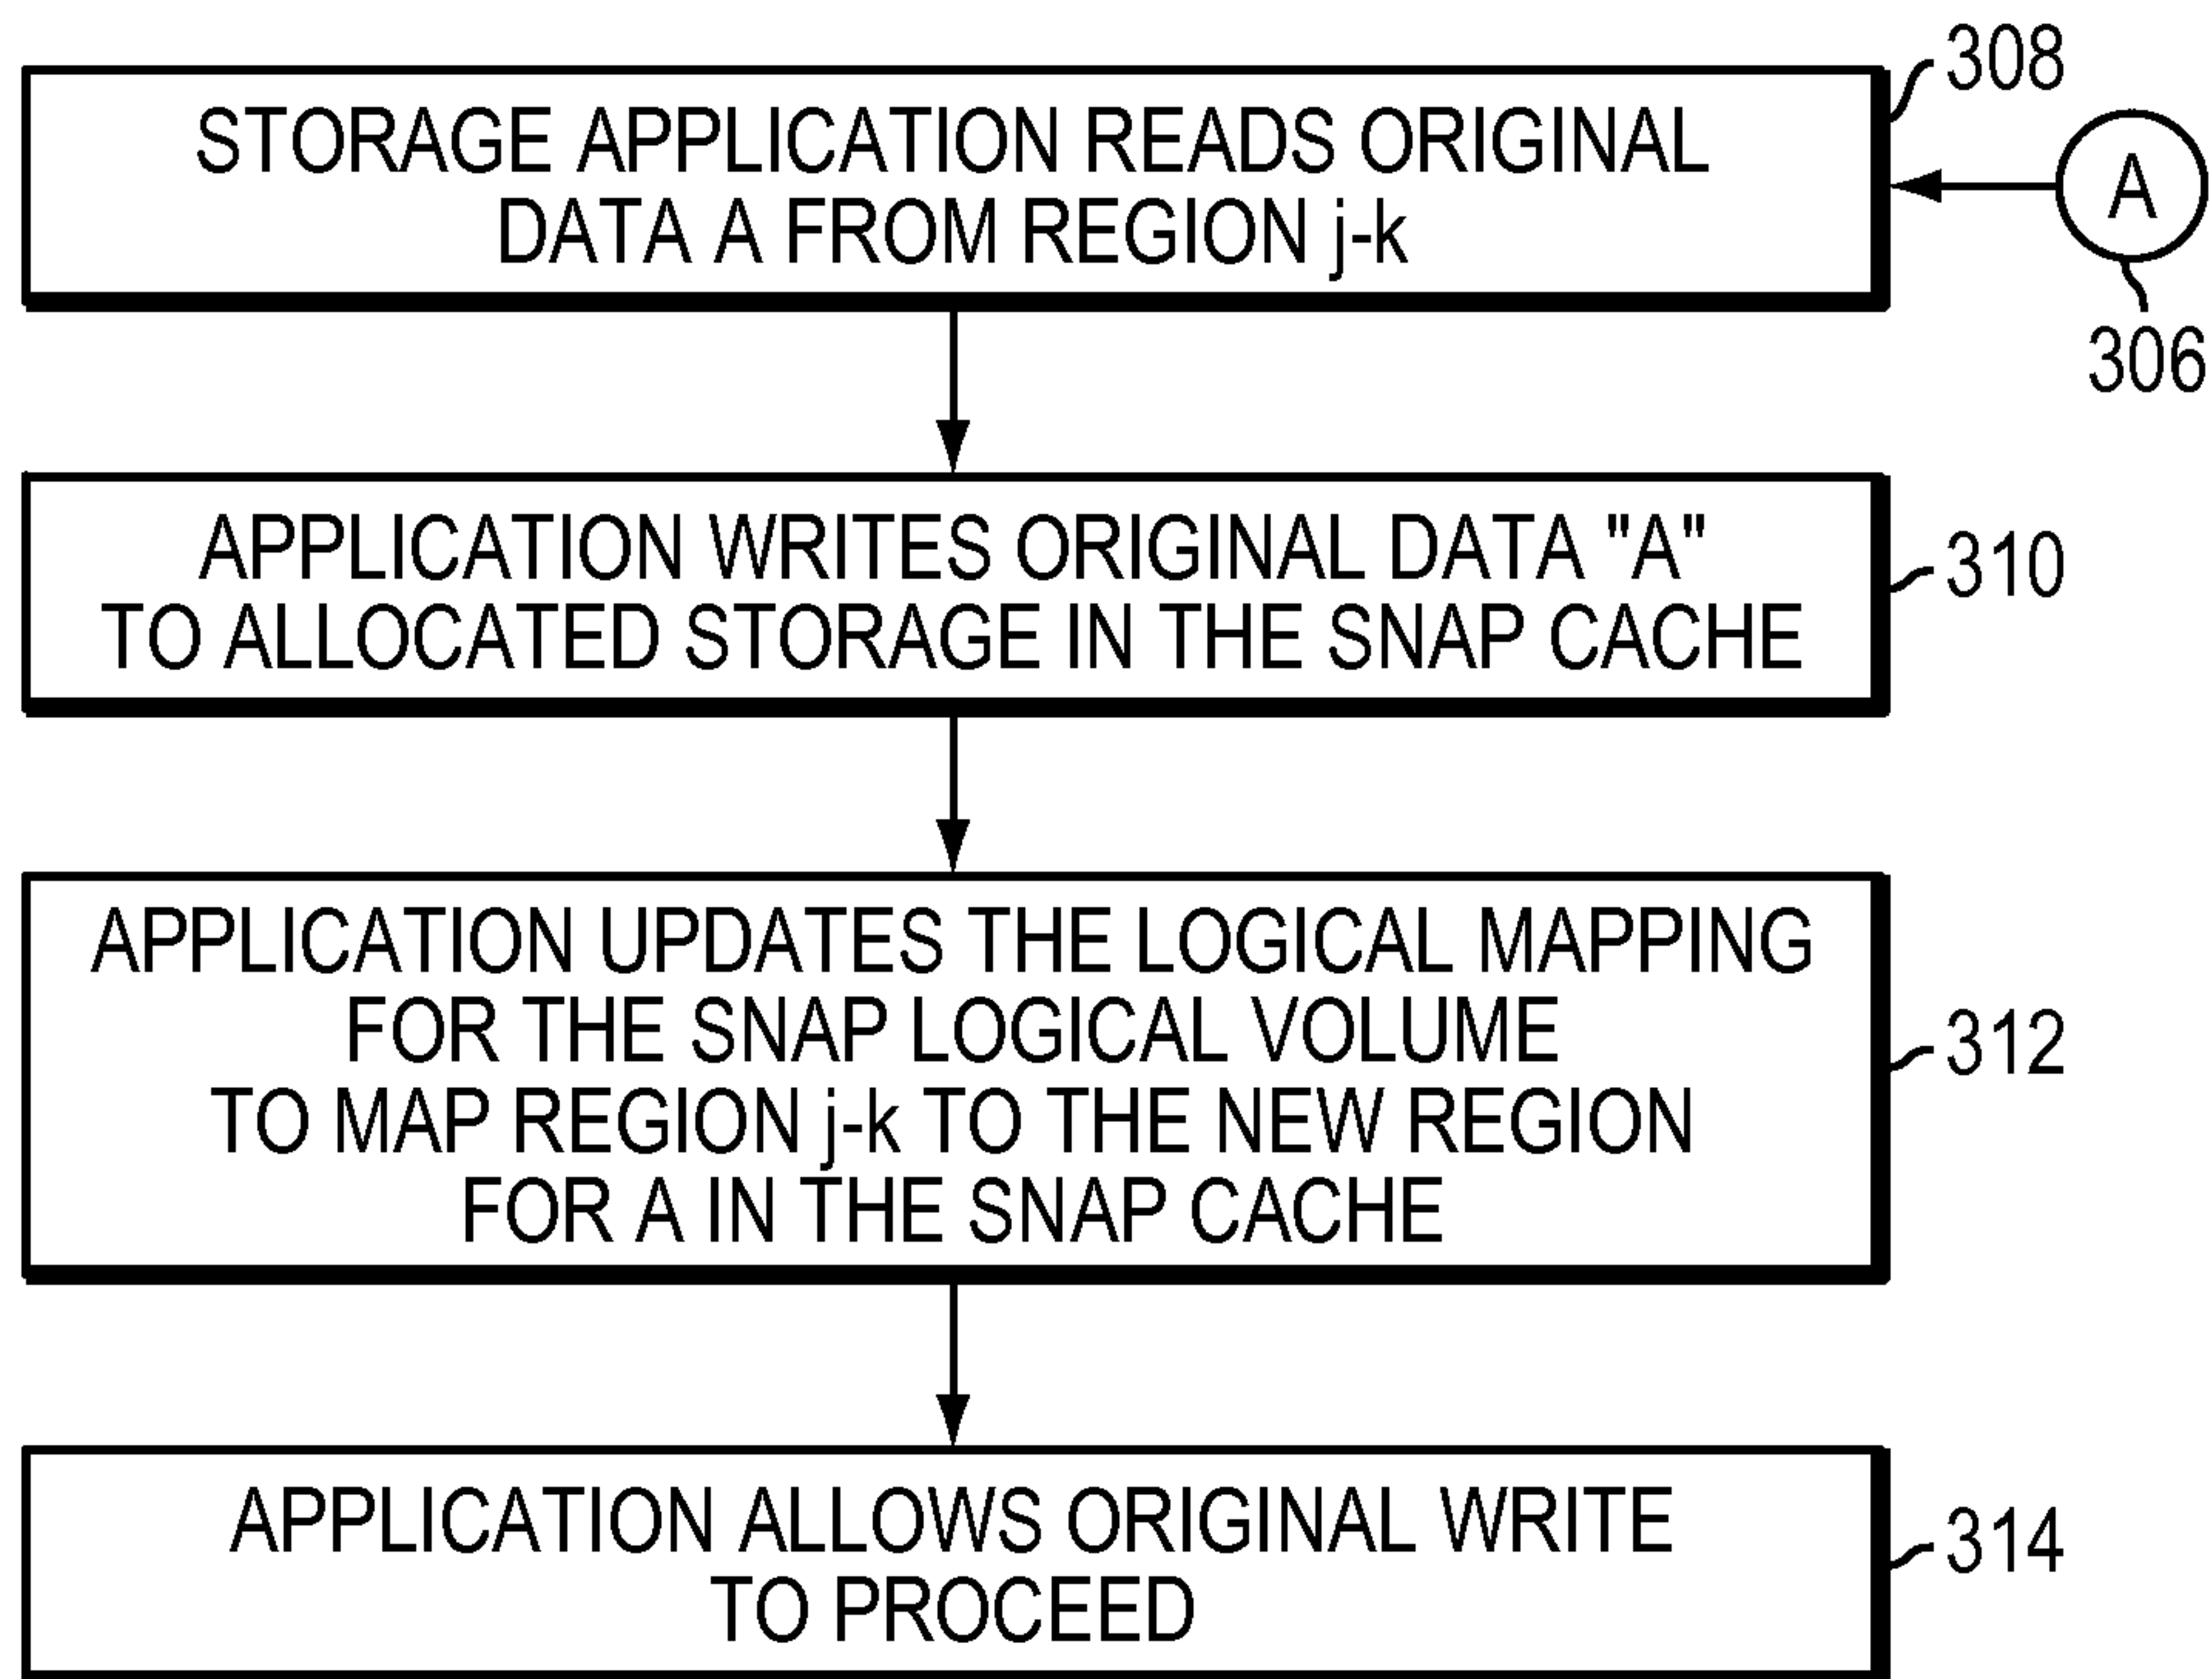 308
STORAGE APPLICATION READS ORIGINAL
DATA A FROM REGION j-k
A
306
APPLICATION WRITES ORIGINAL DATA "A"
TO ALLOCATED STORAGE IN THE SNAP CACHE
310
APPLICATION UPDATES THE LOGICAL MAPPING
FOR THE SNAP LOGICAL VOLUME
TO MAP REGION j-k TO THE NEW REGION
FOR A IN THE SNAP CACHE
312
APPLICATION ALLOWS ORIGINAL WRITE
TO PROCEED
314